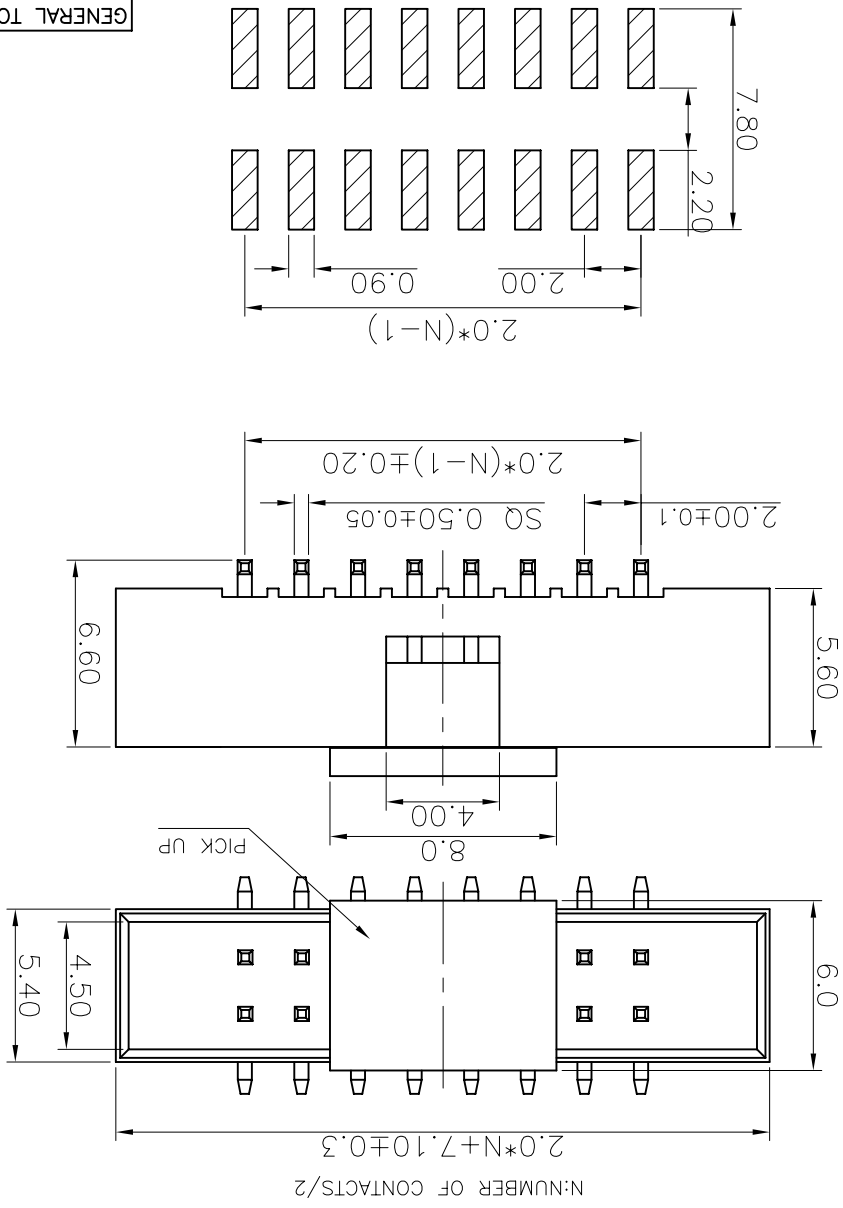 N:NUMBER OF CONTACTS/2
2.0*N+7.10±0.3
6.0
4.50
5.40
PICK UP
8.0
4.00
5.60
6.60
2.00±0.1
SQ 0.50±0.05
2.0*(N-1)±0.20
2.0*(N-1)
2.00
0.90
2.20
7.80
GENERAL TO